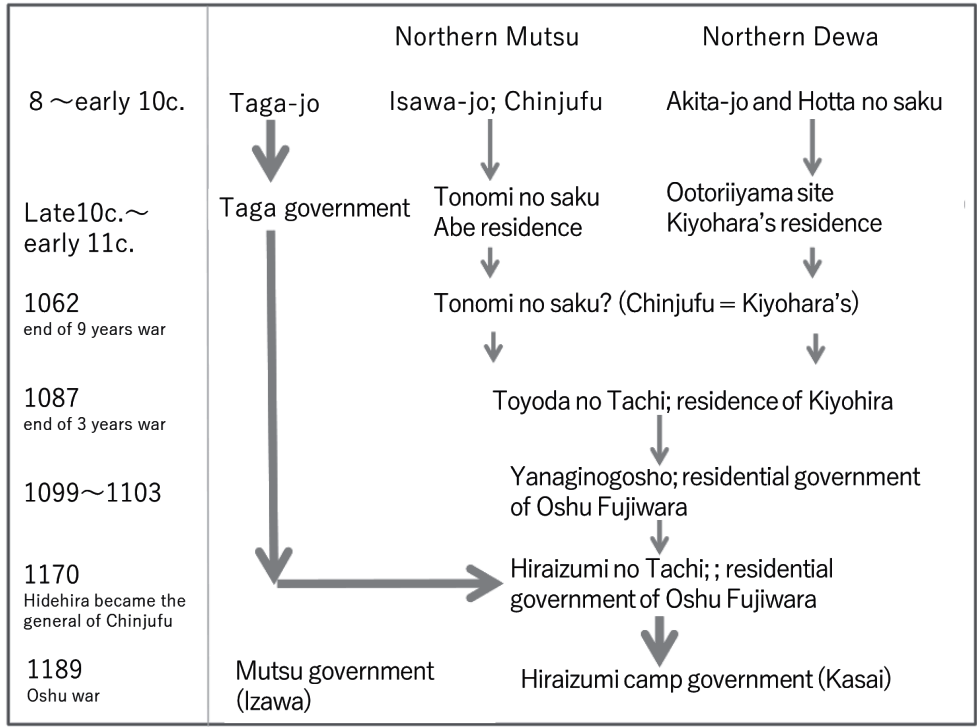 Northern Mutsu
Northern Dewa
8 ～early 10c.
Taga-jo
Isawa-jo; Chinjufu
Akita-jo and Hotta no saku
Late10c.～
early 11c.
Taga government
Tonomi no saku
Abe residence
Ootoriiyama site
Kiyohara's residence
1062
end of 9 years war
Tonomi no saku? (Chinjufu = Kiyohara's)
1087
end of 3 years war
Toyoda no Tachi; residence of Kiyohira
1099～1103
Yanaginogosho; residential government
of Oshu Fujiwara
1170
Hidehira became the
general of Chinjufu
Hiraizumi no Tachi; ; residential
government of Oshu Fujiwara
1189
Oshu war
Mutsu government
(Izawa)
Hiraizumi camp government (Kasai)